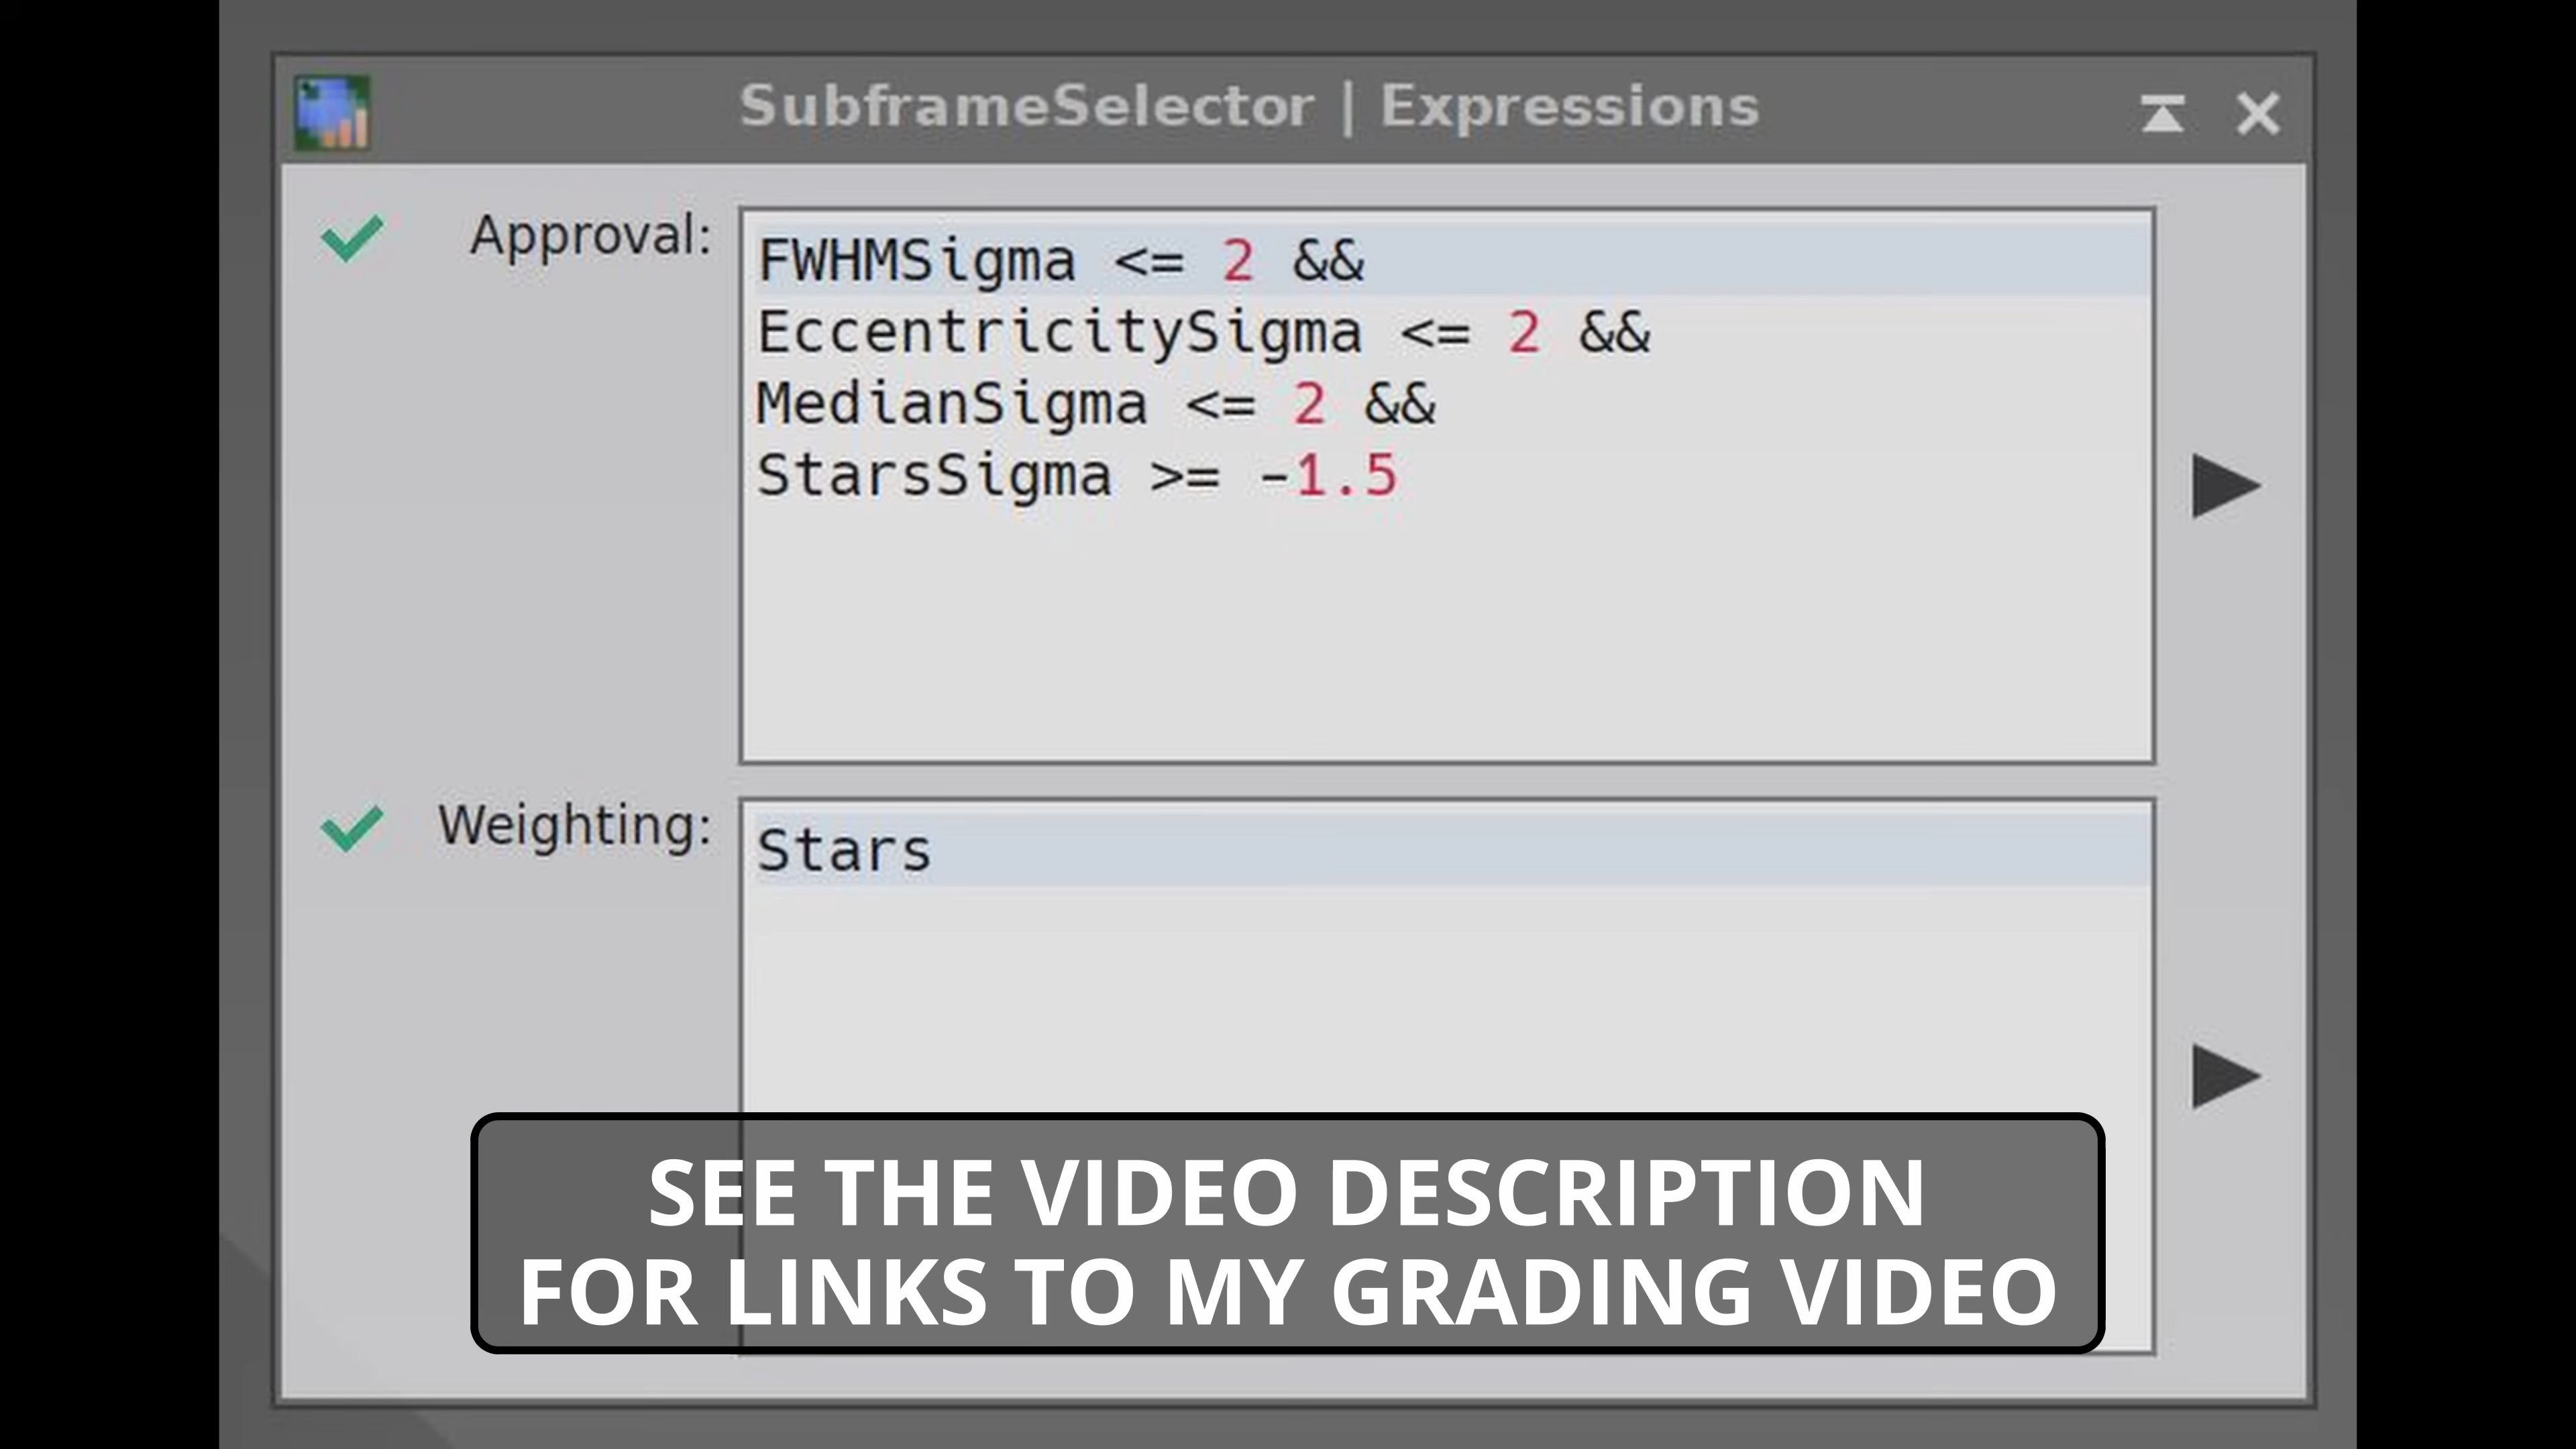 SubframeSelector | Expressions
Approval:
FWHMSigma <= 2 &&
EccentricitySigma <= 2 &&
MedianSigma <= 2 &&
StarsSigma >= -1.5
Weighting:
Stars
SEE THE VIDEO DESCRIPTION
FOR LINKS TO MY GRADING VIDEO